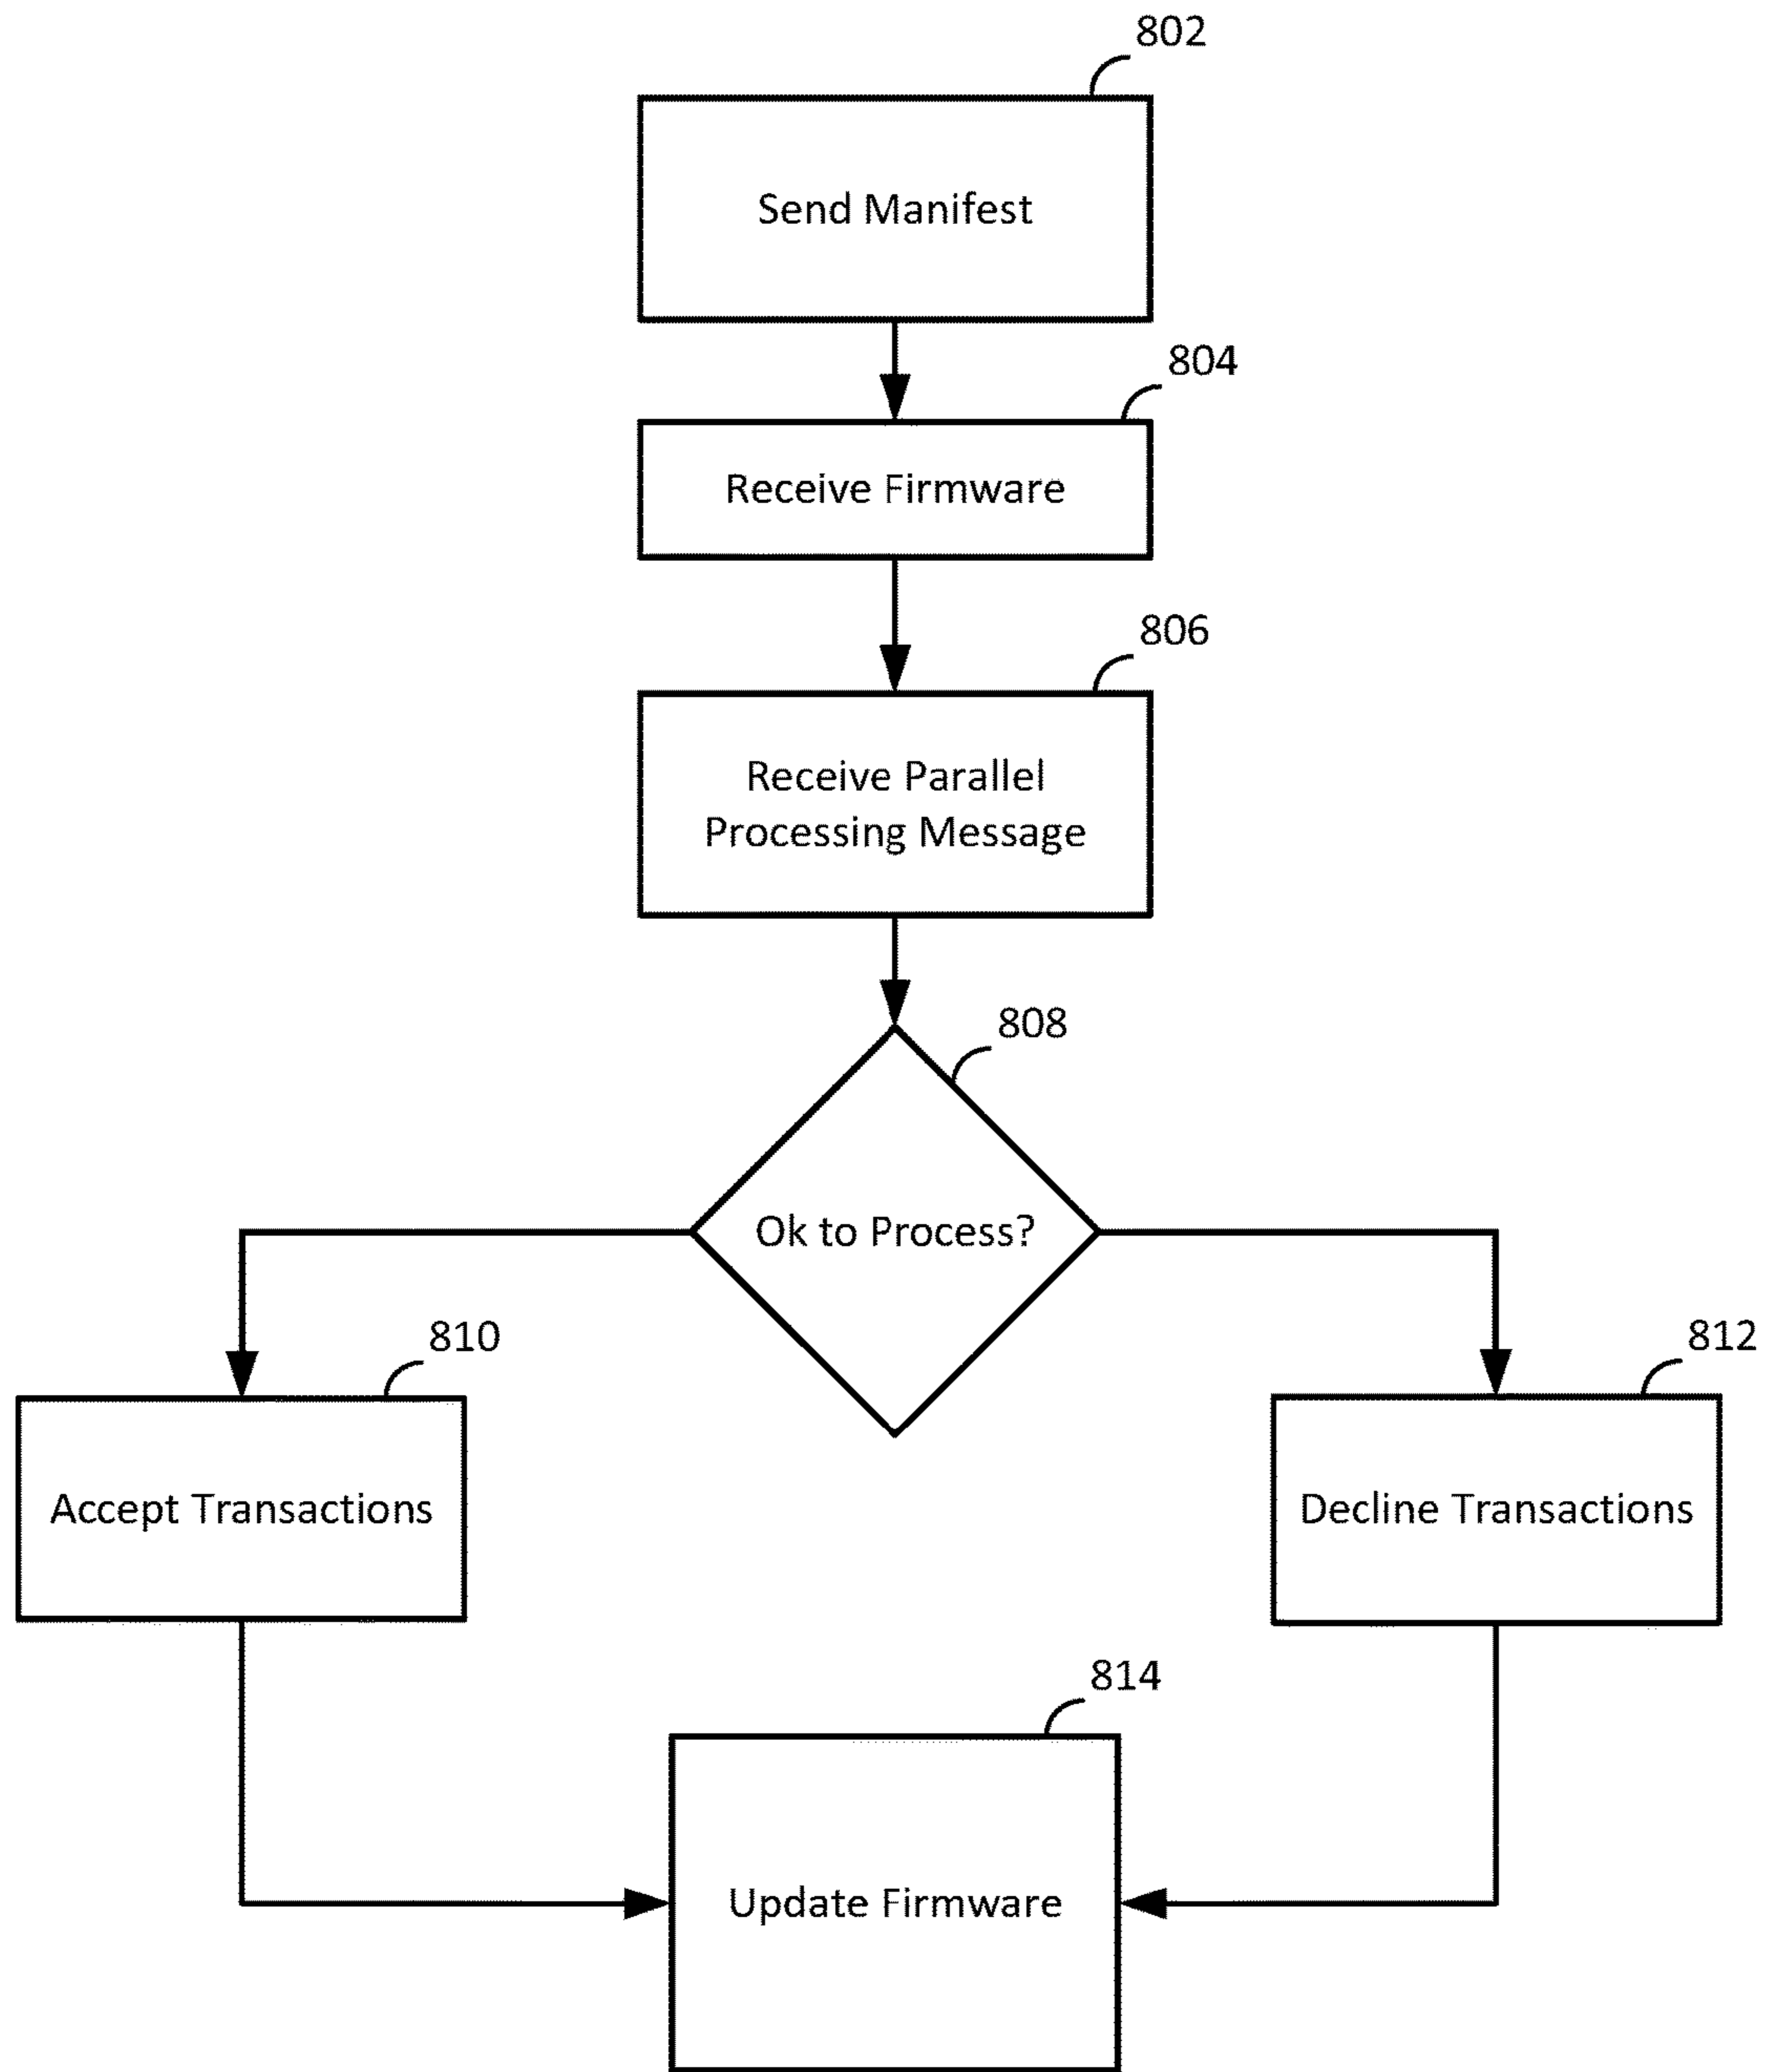 802
Send Manifest
804
Receive Firmware
806
Receive Parallel
Processing Message
808
Ok to Process?
810
Accept Transactions
812
Decline Transactions
814
Update Firmware